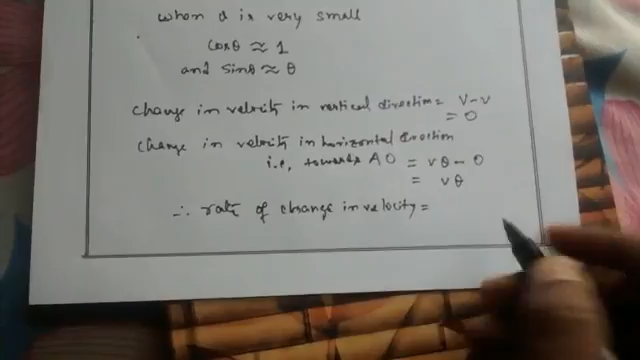 when θ is very small
cosθ ≈ 1
and sinθ ≈ θ
change in velocity in vertical direction = v-v
= 0
change in velocity in horizontal direction
i.e., towards AO = vθ - 0
= vθ
∴ rate of change in velocity =